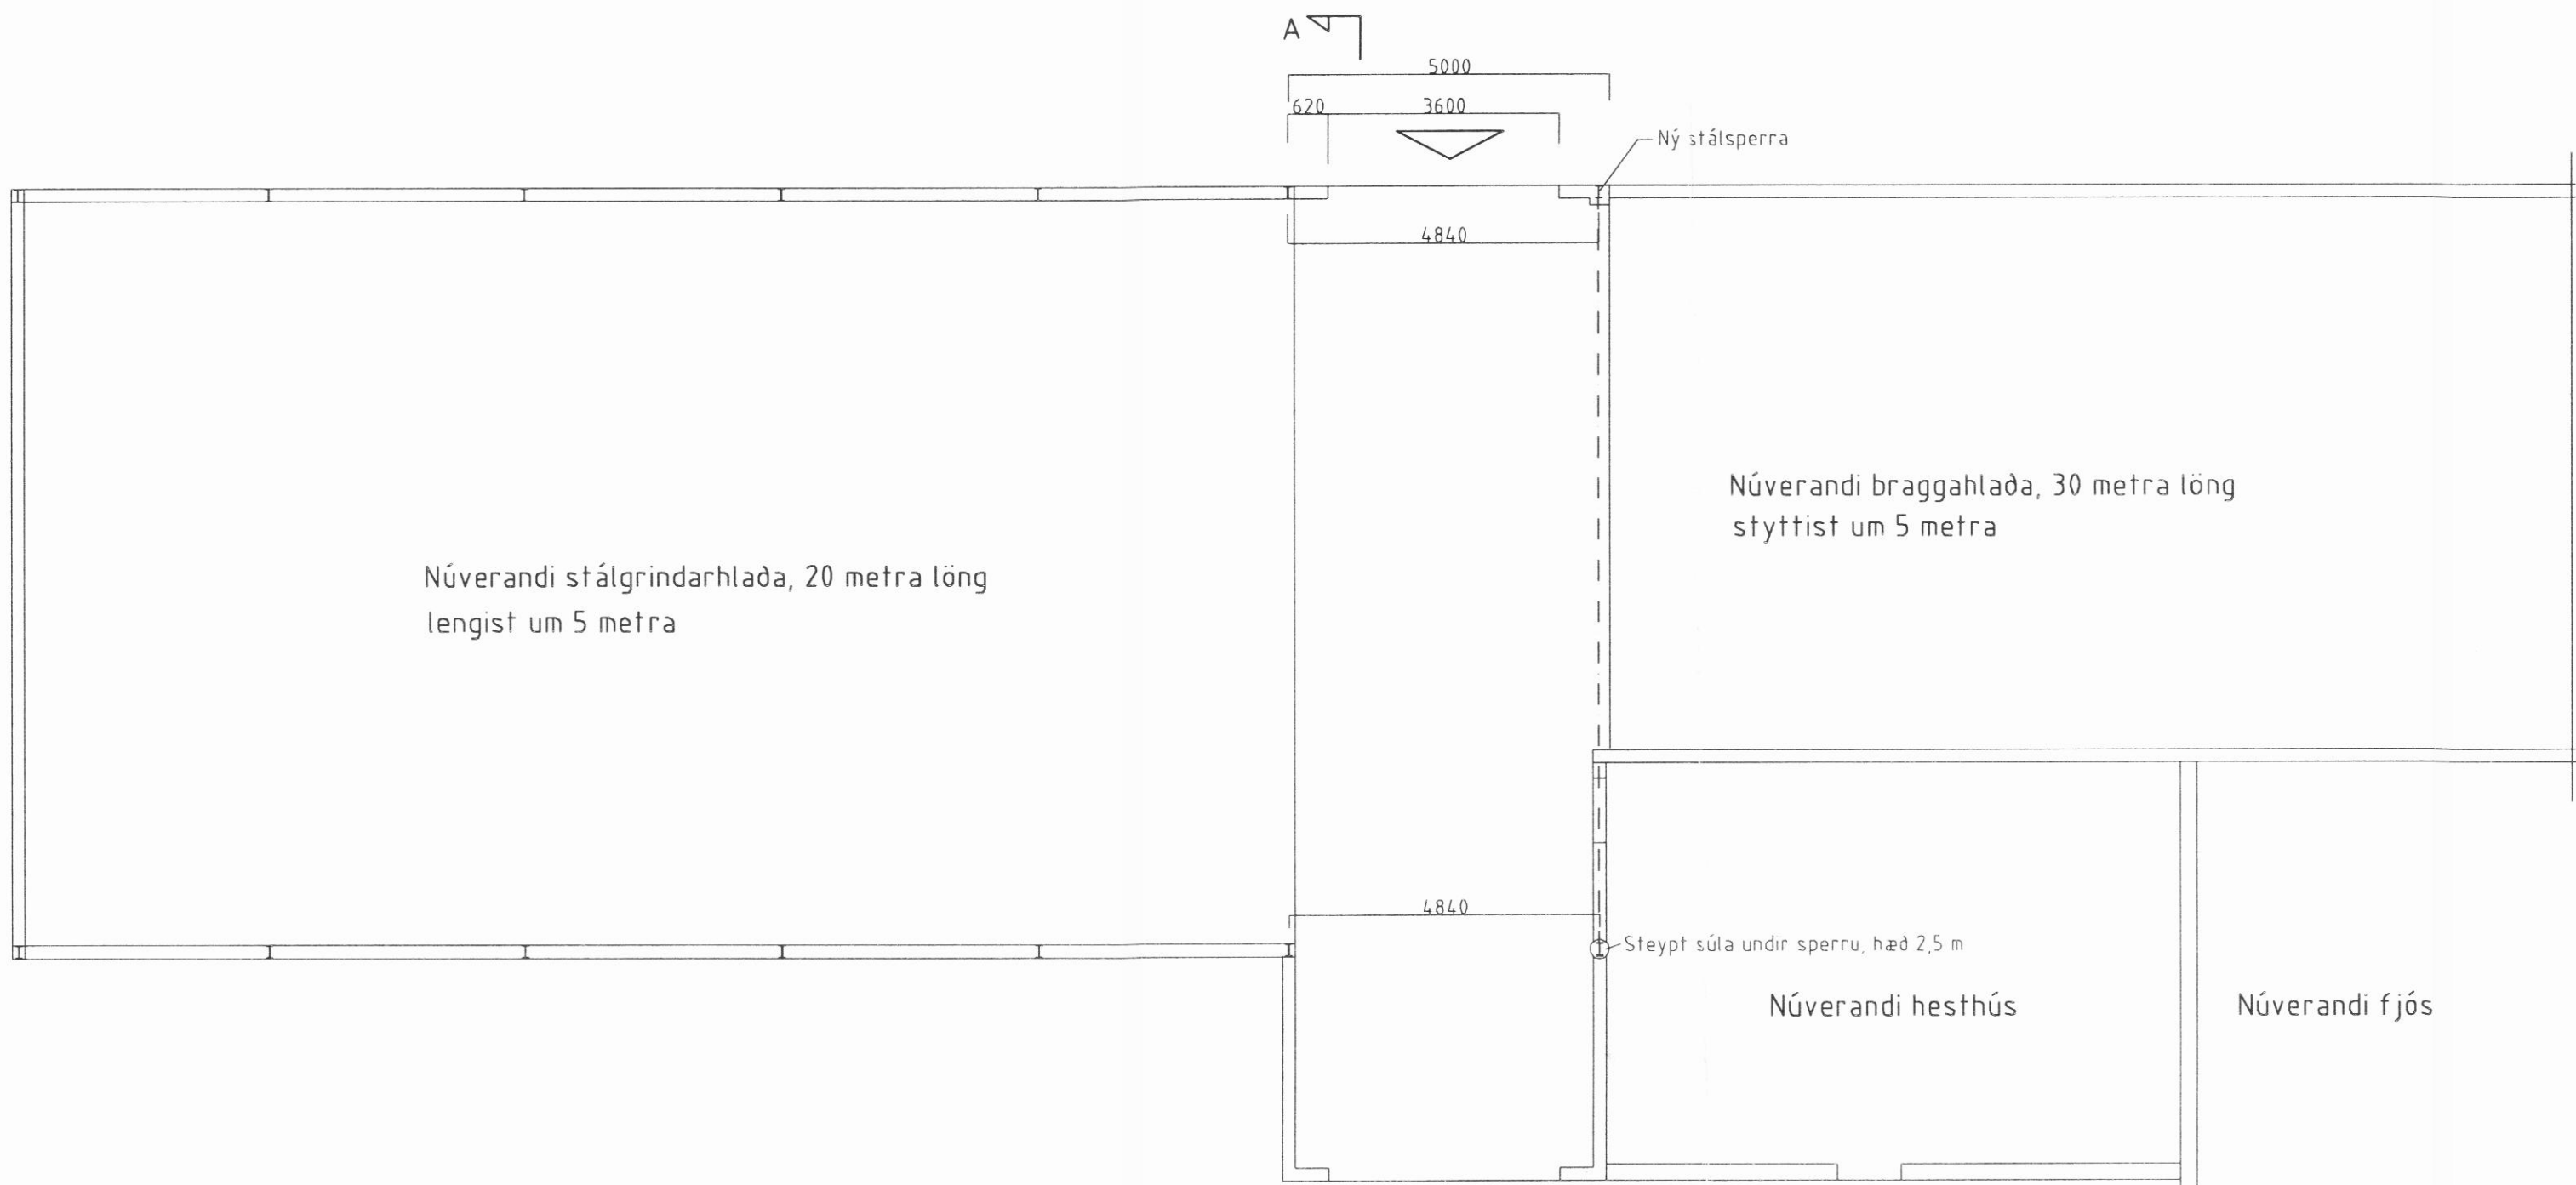 A
5000
620 3600
Ný stálsperra
4840
Núverandi braggahlaða, 30 metra löng
styttist um 5 metra
Núverandi stálgrindarhlaða, 20 metra löng
lengist um 5 metra
4840
Steypt súla undir sperru, hæð 2,5 m
Núverandi hesthús
Núverandi fjós